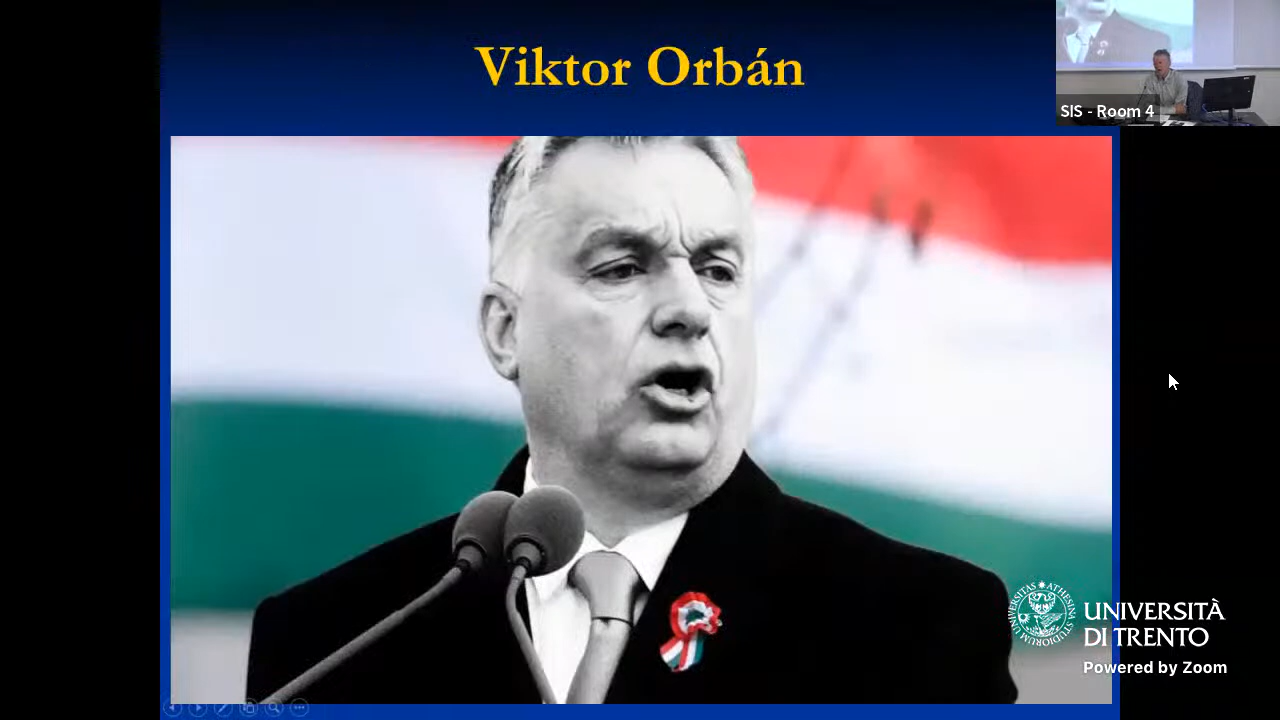 Viktor Orbán
SIS - Room 4
UNIVERSITÀ
DI TRENTO
Powered by Zoom